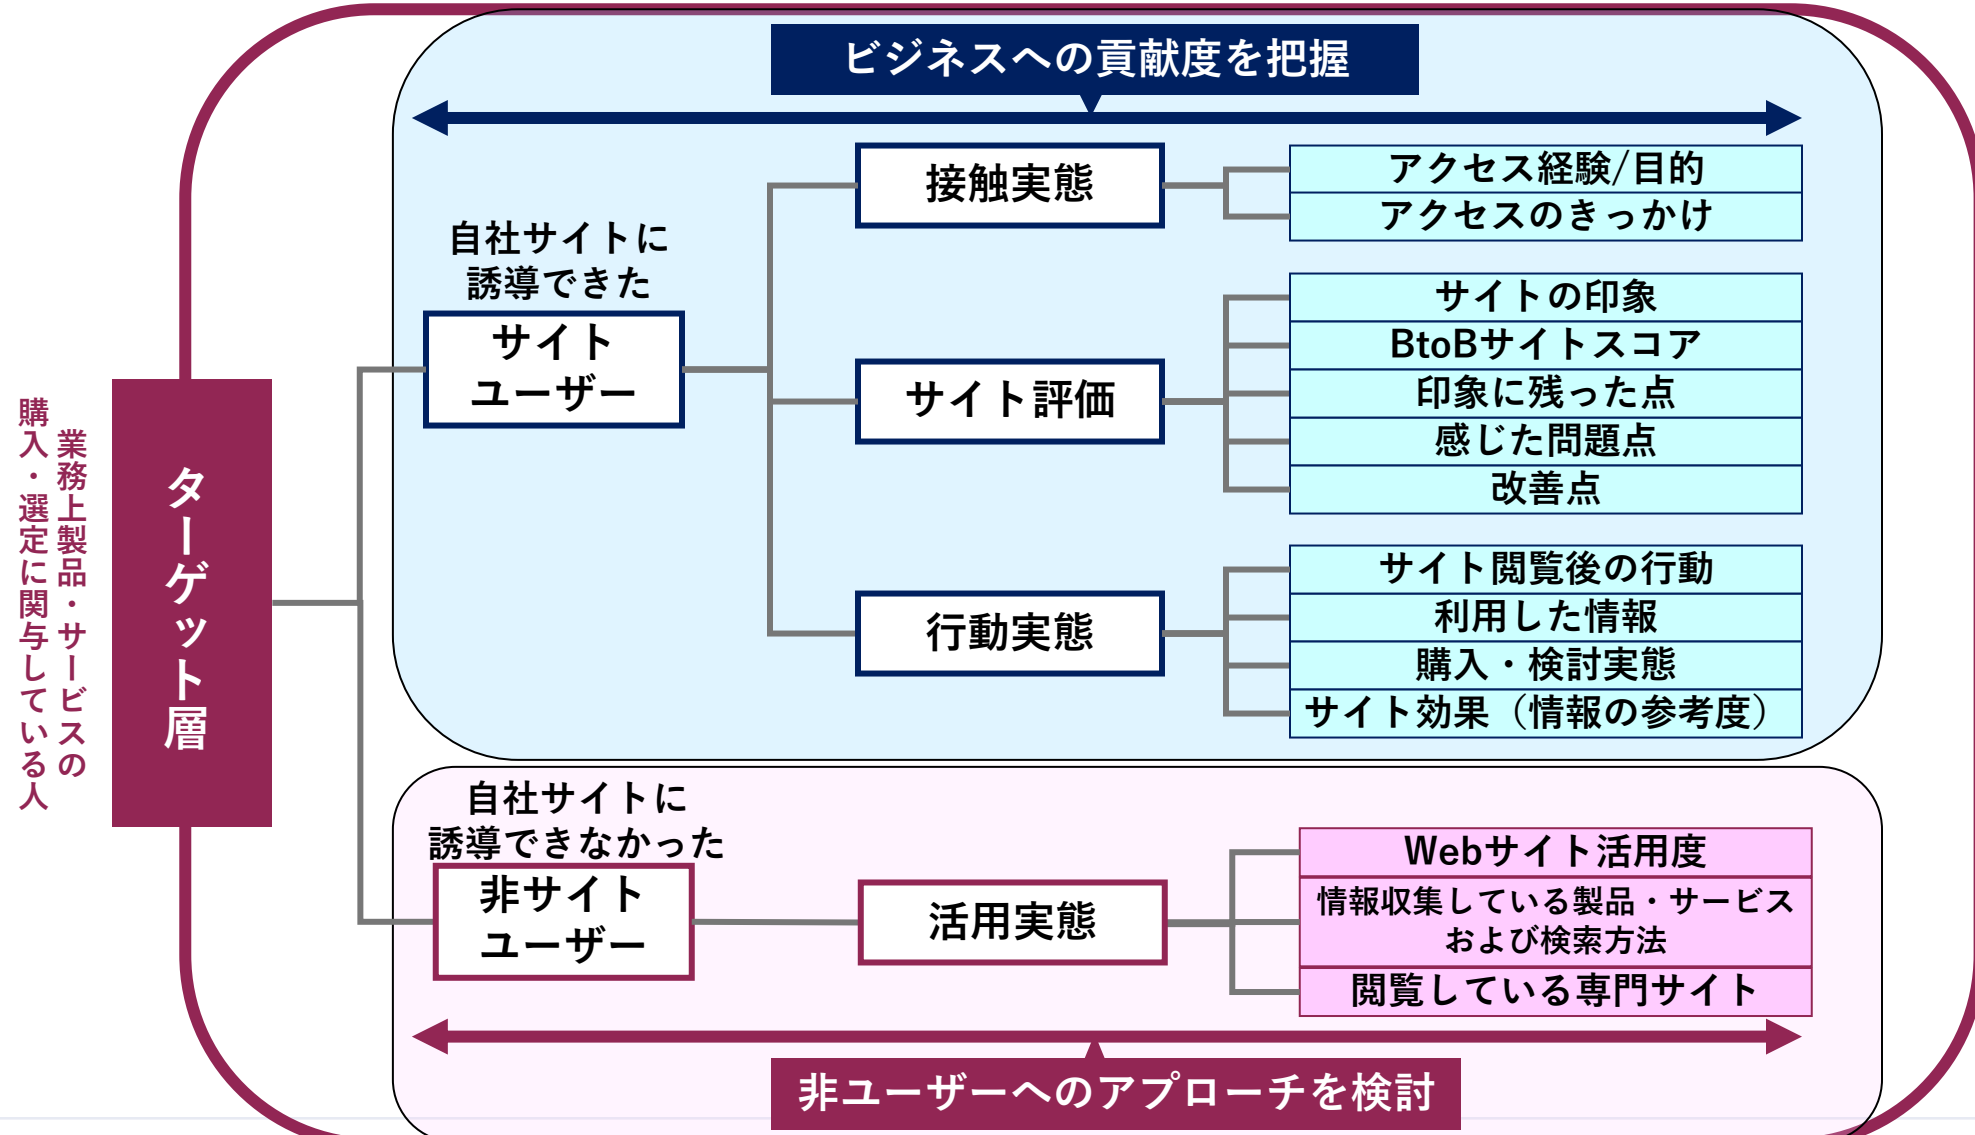 ビジネスへの貢献度を把握
業務上製品・サービスの
購入・選定に関与している人
ターゲット層
自社サイトに
誘導できた
サイト
ユーザー
接触実態
アクセス経験/目的
アクセスのきっかけ
サイト評価
サイトの印象
BtoBサイトスコア
印象に残った点
感じた問題点
改善点
行動実態
サイト閲覧後の行動
利用した情報
購入・検討実態
サイト効果（情報の参考度）
自社サイトに
誘導できなかった
非サイト
ユーザー
活用実態
Webサイト活用度
情報収集している製品・サービス
および検索方法
閲覧している専門サイト
非ユーザーへのアプローチを検討